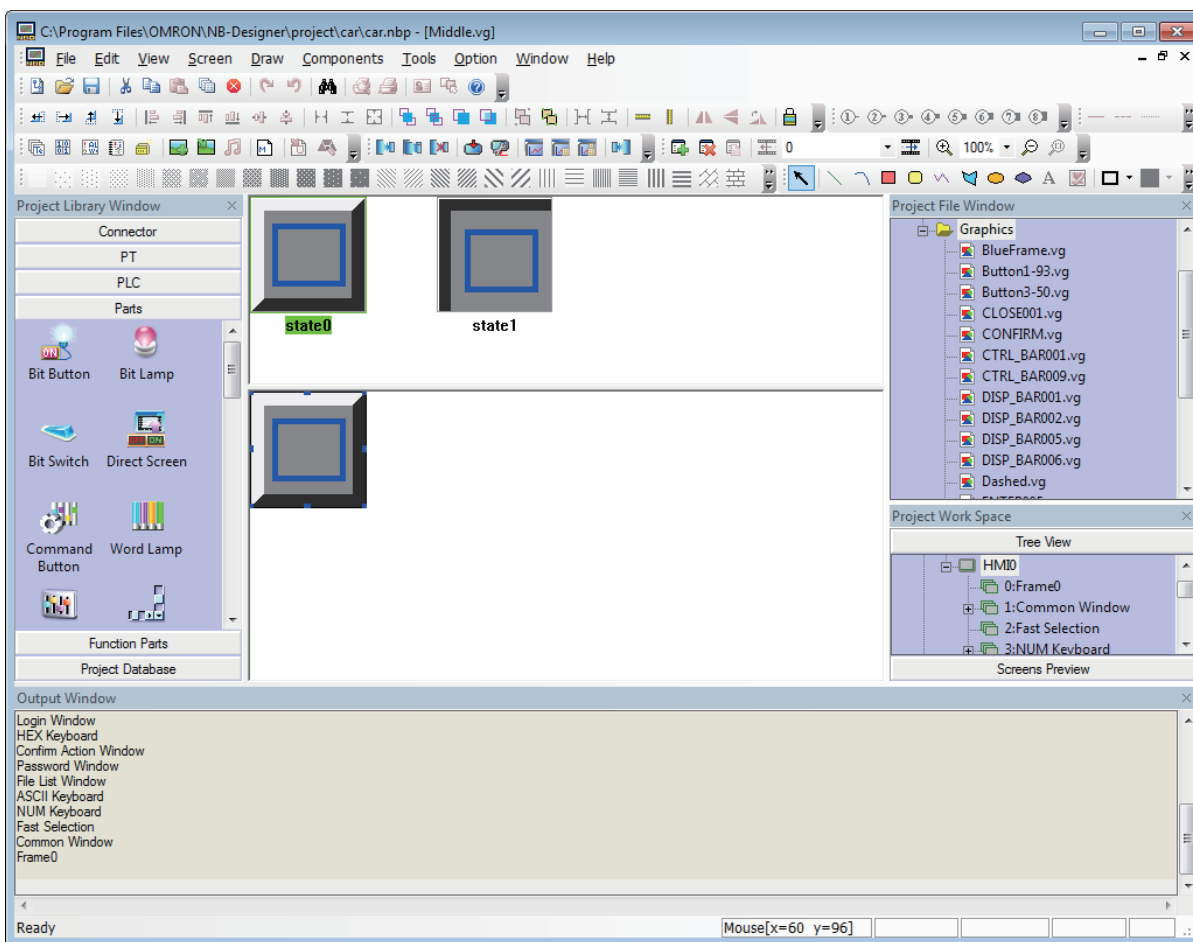 C:\Program Files\OMRON\NB-Designer\project\car\car.nbp - [Middle.vg]
File Edit View Screen Draw Components Tools Option Window Help
0
100%
Project Library Window
Connector
PT
PLC
Parts
Bit Button Bit Lamp
Bit Switch Direct Screen
Command Button Word Lamp
Function Parts
Project Database
state0 state1
Project File Window
Graphics
BlueFrame.vg
Button1-93.vg
Button3-50.vg
CLOSE001.vg
CONFIRM.vg
CTRL_BAR001.vg
CTRL_BAR009.vg
DISP_BAR001.vg
DISP_BAR002.vg
DISP_BAR005.vg
DISP_BAR006.vg
Dashed.vg
Project Work Space
Tree View
HMI0
0:Frame0
1:Common Window
2:Fast Selection
3:NUM Keyboard
Screens Preview
Output Window
Login Window
HEX Keyboard
Confirm Action Window
Password Window
File List Window
ASCII Keyboard
NUM Keyboard
Fast Selection
Common Window
Frame0
Ready
Mouse[x=60 y=96]